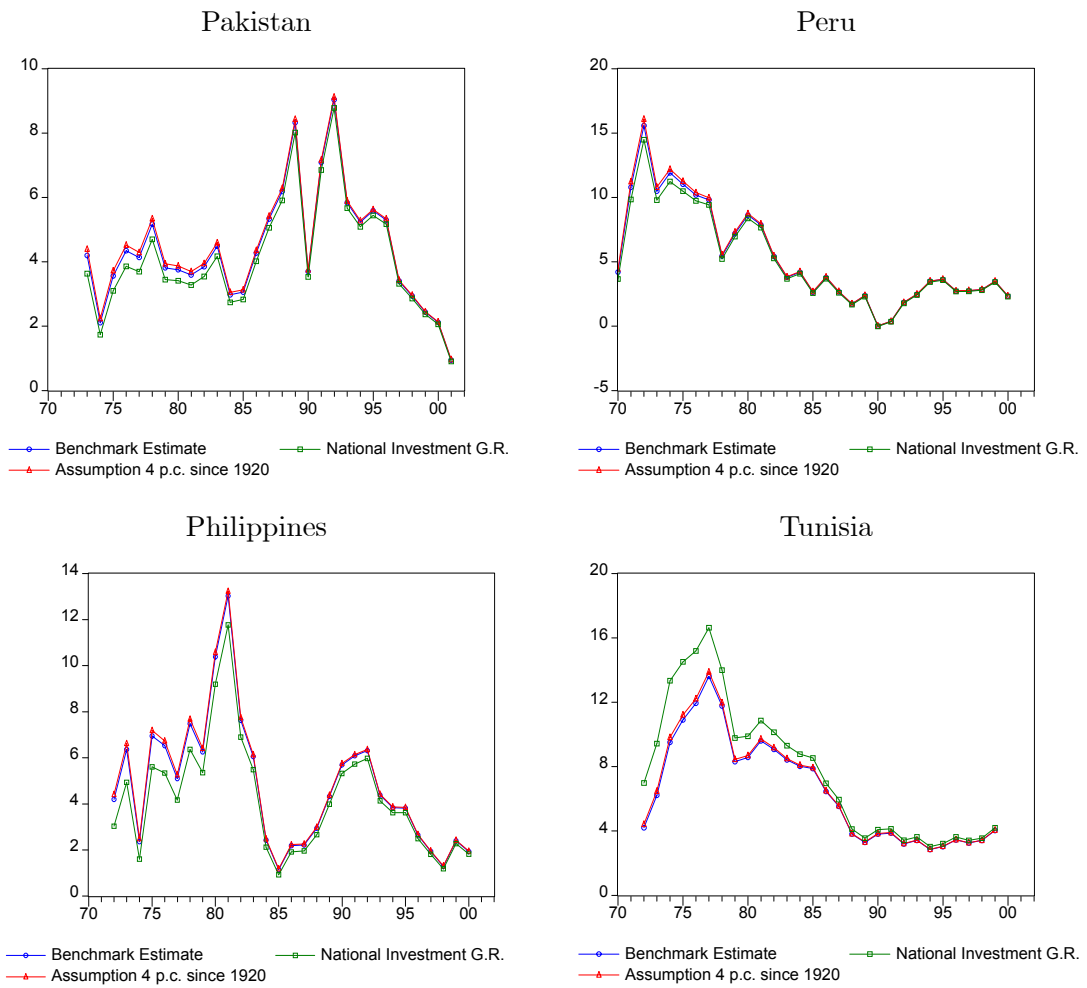 Pakistan
10
8
6
4
2
0
70 75 80 85 90 95 00
Benchmark Estimate National Investment G.R.
Assumption 4 p.c. since 1920
Peru
20
15
10
5
0
-5
70 75 80 85 90 95 00
Benchmark Estimate National Investment G.R.
Assumption 4 p.c. since 1920
Philippines
14
12
10
8
6
4
2
0
70 75 80 85 90 95 00
Benchmark Estimate National Investment G.R.
Assumption 4 p.c. since 1920
Tunisia
20
16
12
8
4
0
70 75 80 85 90 95 00
Benchmark Estimate National Investment G.R.
Assumption 4 p.c. since 1920